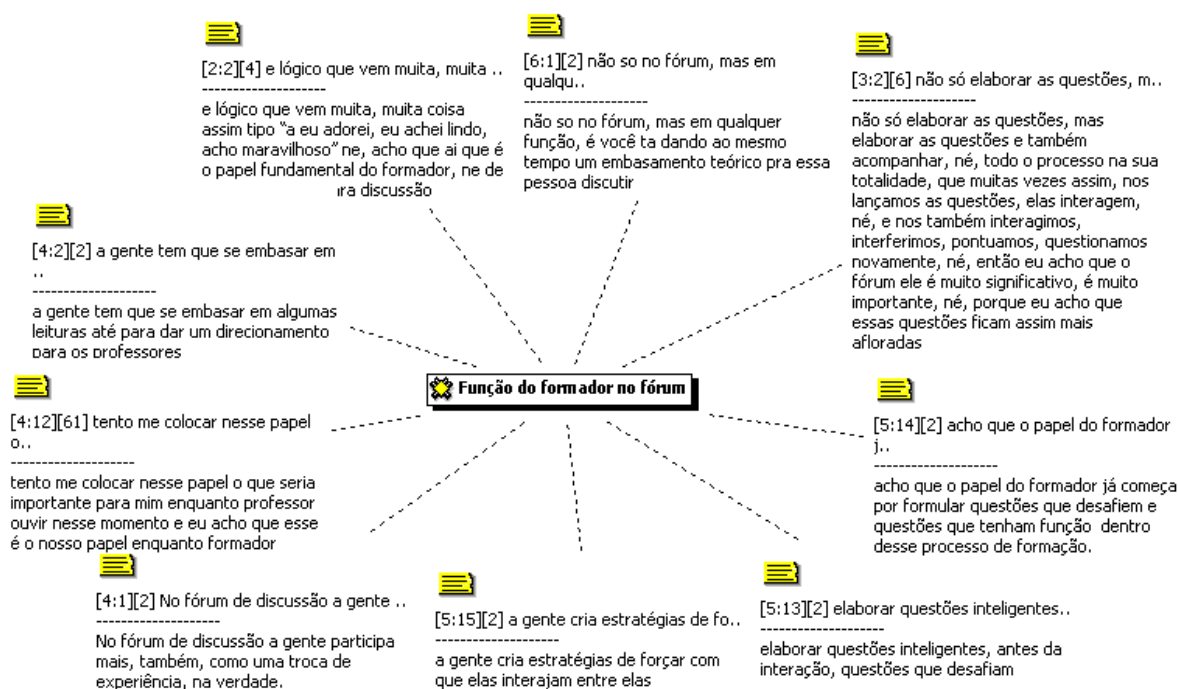 [2:2][4] e lógico que vem muita, muita ..
--------------------
e lógico que vem muita, muita coisa
assim tipo "a eu adorei, eu achei lindo,
acho maravilhoso" ne, acho que ai que é
o papel fundamental do formador, ne de
ra discussão
[6:1][2] não so no fórum, mas em
qualqu..
--------------------
não so no fórum, mas em qualquer
função, é você ta dando ao mesmo
tempo um embasamento teórico pra essa
pessoa discutir
[3:2][6] não só elaborar as questões, m..
--------------------
não só elaborar as questões, mas
elaborar as questões e também
acompanhar, né, todo o processo na sua
totalidade, que muitas vezes assim, nos
lançamos as questões, elas interagem,
né, e nos também interagimos,
interferimos, pontuamos, questionamos
novamente, né, então eu acho que o
fórum ele é muito significativo, é muito
importante, né, porque eu acho que
essas questões ficam assim mais
afloradas
[4:2][2] a gente tem que se embasar em
..
--------------------
a gente tem que se embasar em algumas
leituras até para dar um direcionamento
para os professores
Função do formador no fórum
[4:12][61] tento me colocar nesse papel
o..
--------------------
tento me colocar nesse papel o que seria
importante para mim enquanto professor
ouvir nesse momento e eu acho que esse
é o nosso papel enquanto formador
[5:14][2] acho que o papel do formador
j..
--------------------
acho que o papel do formador já começa
por formular questões que desafiem e
questões que tenham função dentro
desse processo de formação.
[4:1][2] No fórum de discussão a gente ..
--------------------
No fórum de discussão a gente participa
mais, também, como uma troca de
experiência, na verdade.
[5:15][2] a gente cria estratégias de fo..
--------------------
a gente cria estratégias de forçar com
que elas interajam entre elas
[5:13][2] elaborar questões inteligentes..
--------------------
elaborar questões inteligentes, antes da
interação, questões que desafiam